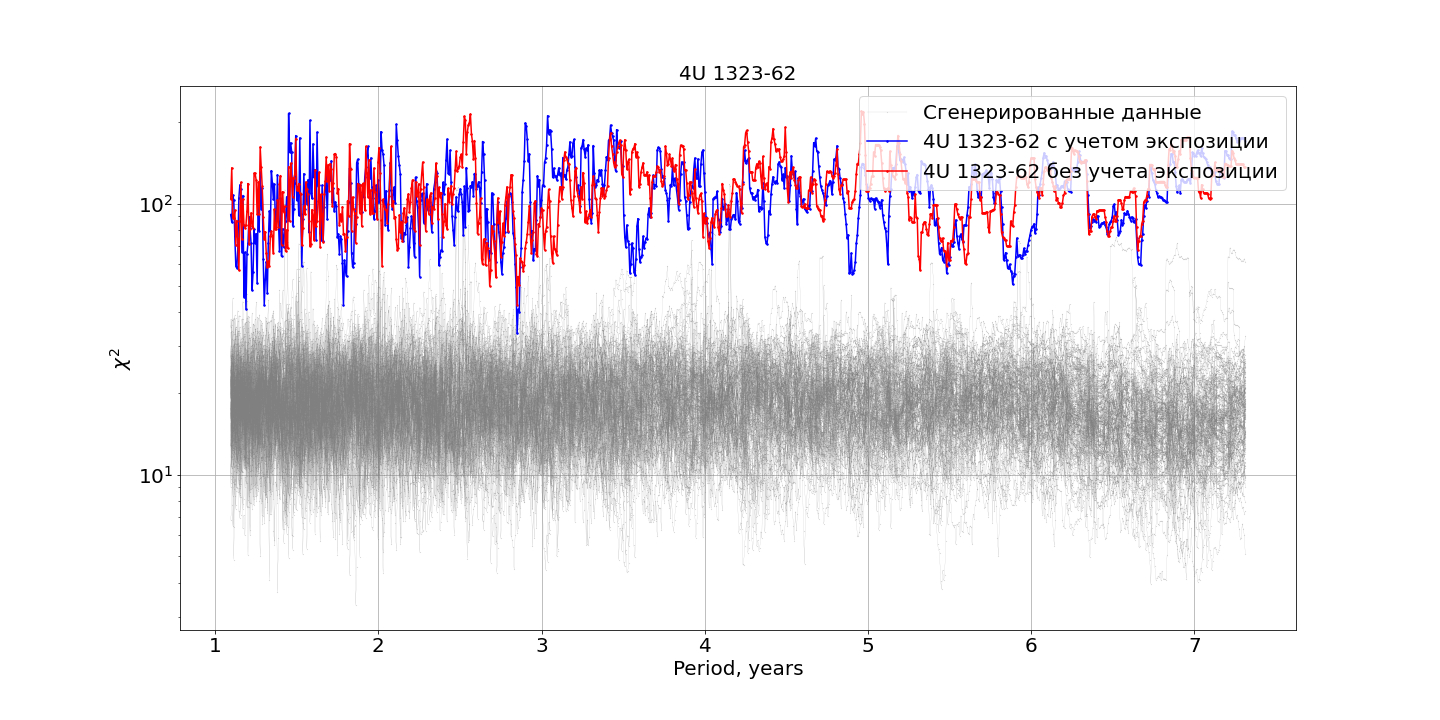 4U 1323-62
Сгенерированные данные
4U 1323-62 с учетом экспозиции
4U 1323-62 без учета экспозиции
10²
10¹
χ²
1 2 3 4 5 6 7
Period, years